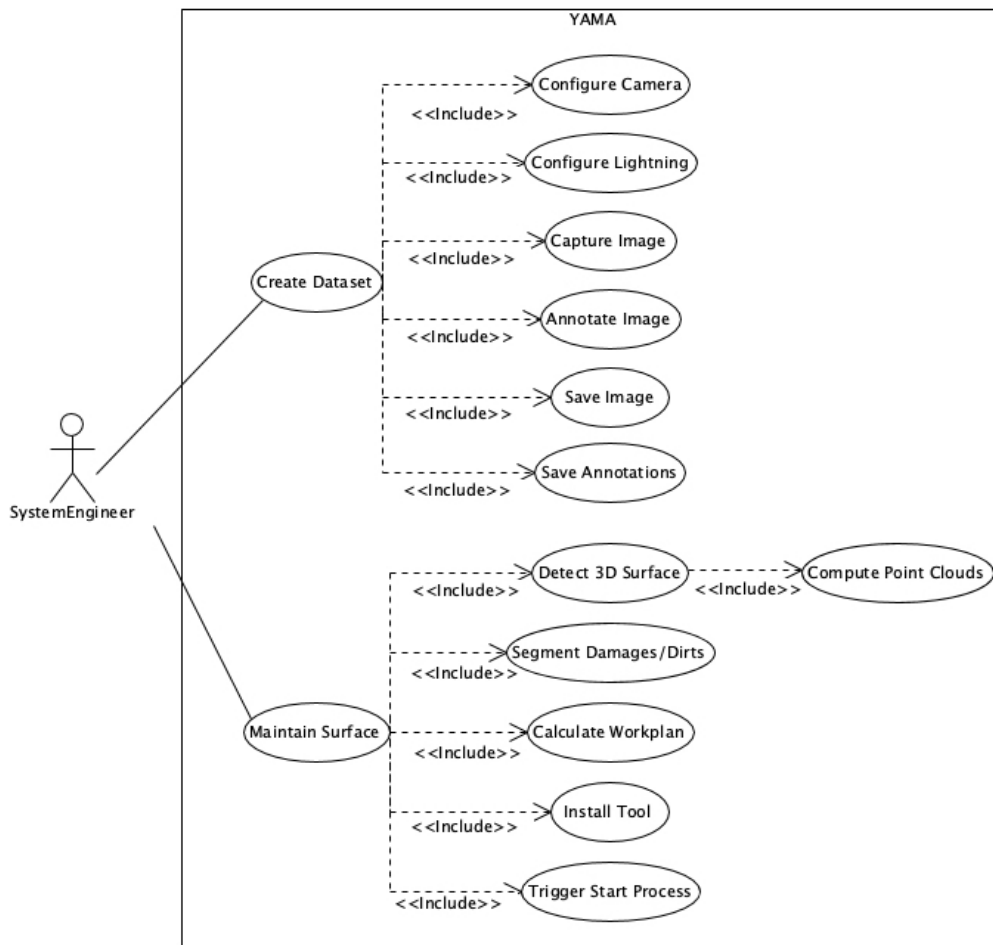 YAMA
Configure Camera
<<Include>>
Configure Lightning
<<Include>>
Capture Image
<<Include>>
Create Dataset
Annotate Image
<<Include>>
Save Image
<<Include>>
Save Annotations
<<Include>>
SystemEngineer
Detect 3D Surface
<<Include>>
Compute Point Clouds
<<Include>>
Segment Damages/Dirts
<<Include>>
Maintain Surface
Calculate Workplan
<<Include>>
Install Tool
<<Include>>
Trigger Start Process
<<Include>>